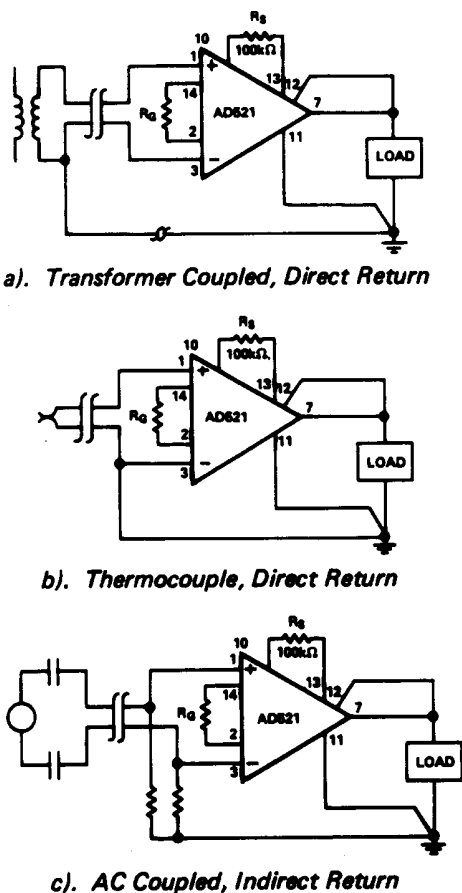 RS
10
100kΩ
1
+
13
12
14
RG
AD521
7
2
11
LOAD
−
3
a). Transformer Coupled, Direct Return
RS
10
100kΩ
1
+
13
12
14
RG
AD521
7
2
11
−
3
LOAD
b). Thermocouple, Direct Return
RS
10
100kΩ
1
+
13
12
14
RG
AD521
7
2
11
−
3
LOAD
c). AC Coupled, Indirect Return